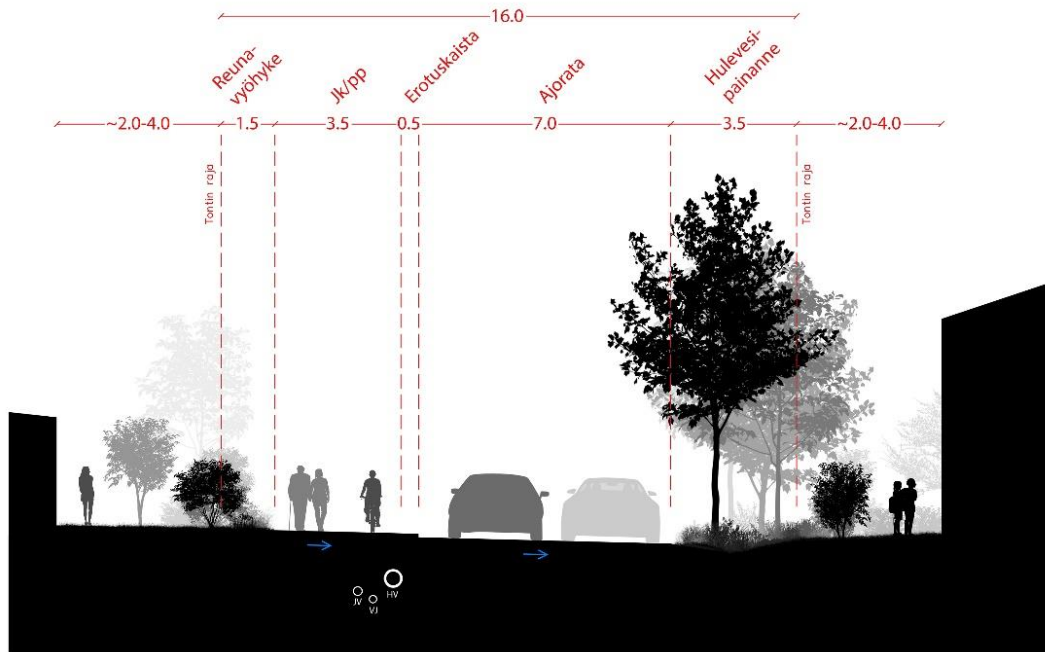 16.0
Reuna-
vyöhyke
Jk/pp
Erotuskaista
Ajorata
Hulevesi-
painanne
~2.0-4.0 1.5 3.5 0.5 7.0 3.5 ~2.0-4.0
Tontin raja
Tontin raja
JV
VJ
HV